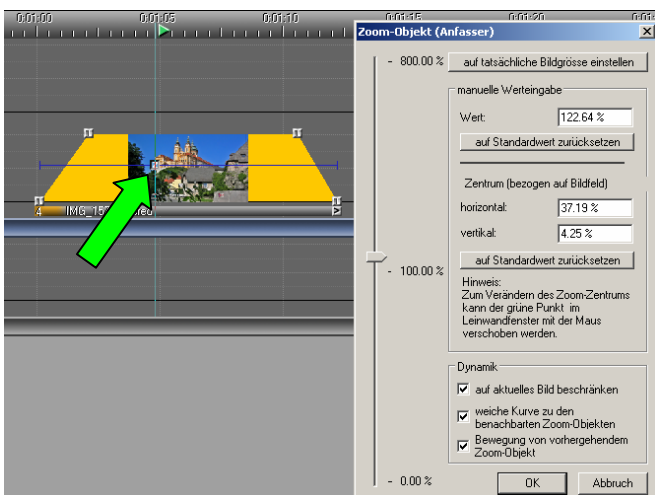 0:01:00 0:01:05 0:01:10 0:01:15 0:01:20
Zoom-Objekt (Anfasser)
800.00 %
auf tatsächliche Bildgrösse einstellen
manuelle Werteingabe
Wert: 122.64 %
auf Standardwert zurücksetzen
Zentrum (bezogen auf Bildfeld)
horizontal: 37.19 %
vertikal: 4.25 %
auf Standardwert zurücksetzen
100.00 %
Hinweis:
Zum Verändern des Zoom-Zentrums
kann der grüne Punkt im
Leinwandfenster mit der Maus
verschoben werden.
Dynamik
auf aktuelles Bild beschränken
weiche Kurve zu den
benachbarten Zoom-Objekten
Bewegung von vorhergehendem
Zoom-Objekt
0.00 %
OK Abbruch
4